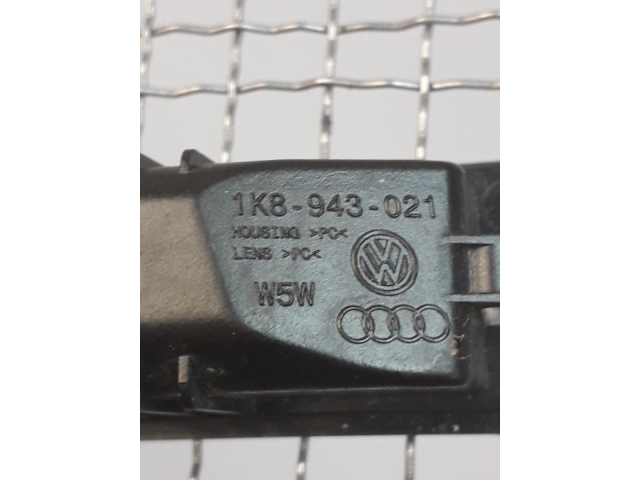 1K8-943-021
HOUSING >PC<
LENS >PC<
W5W